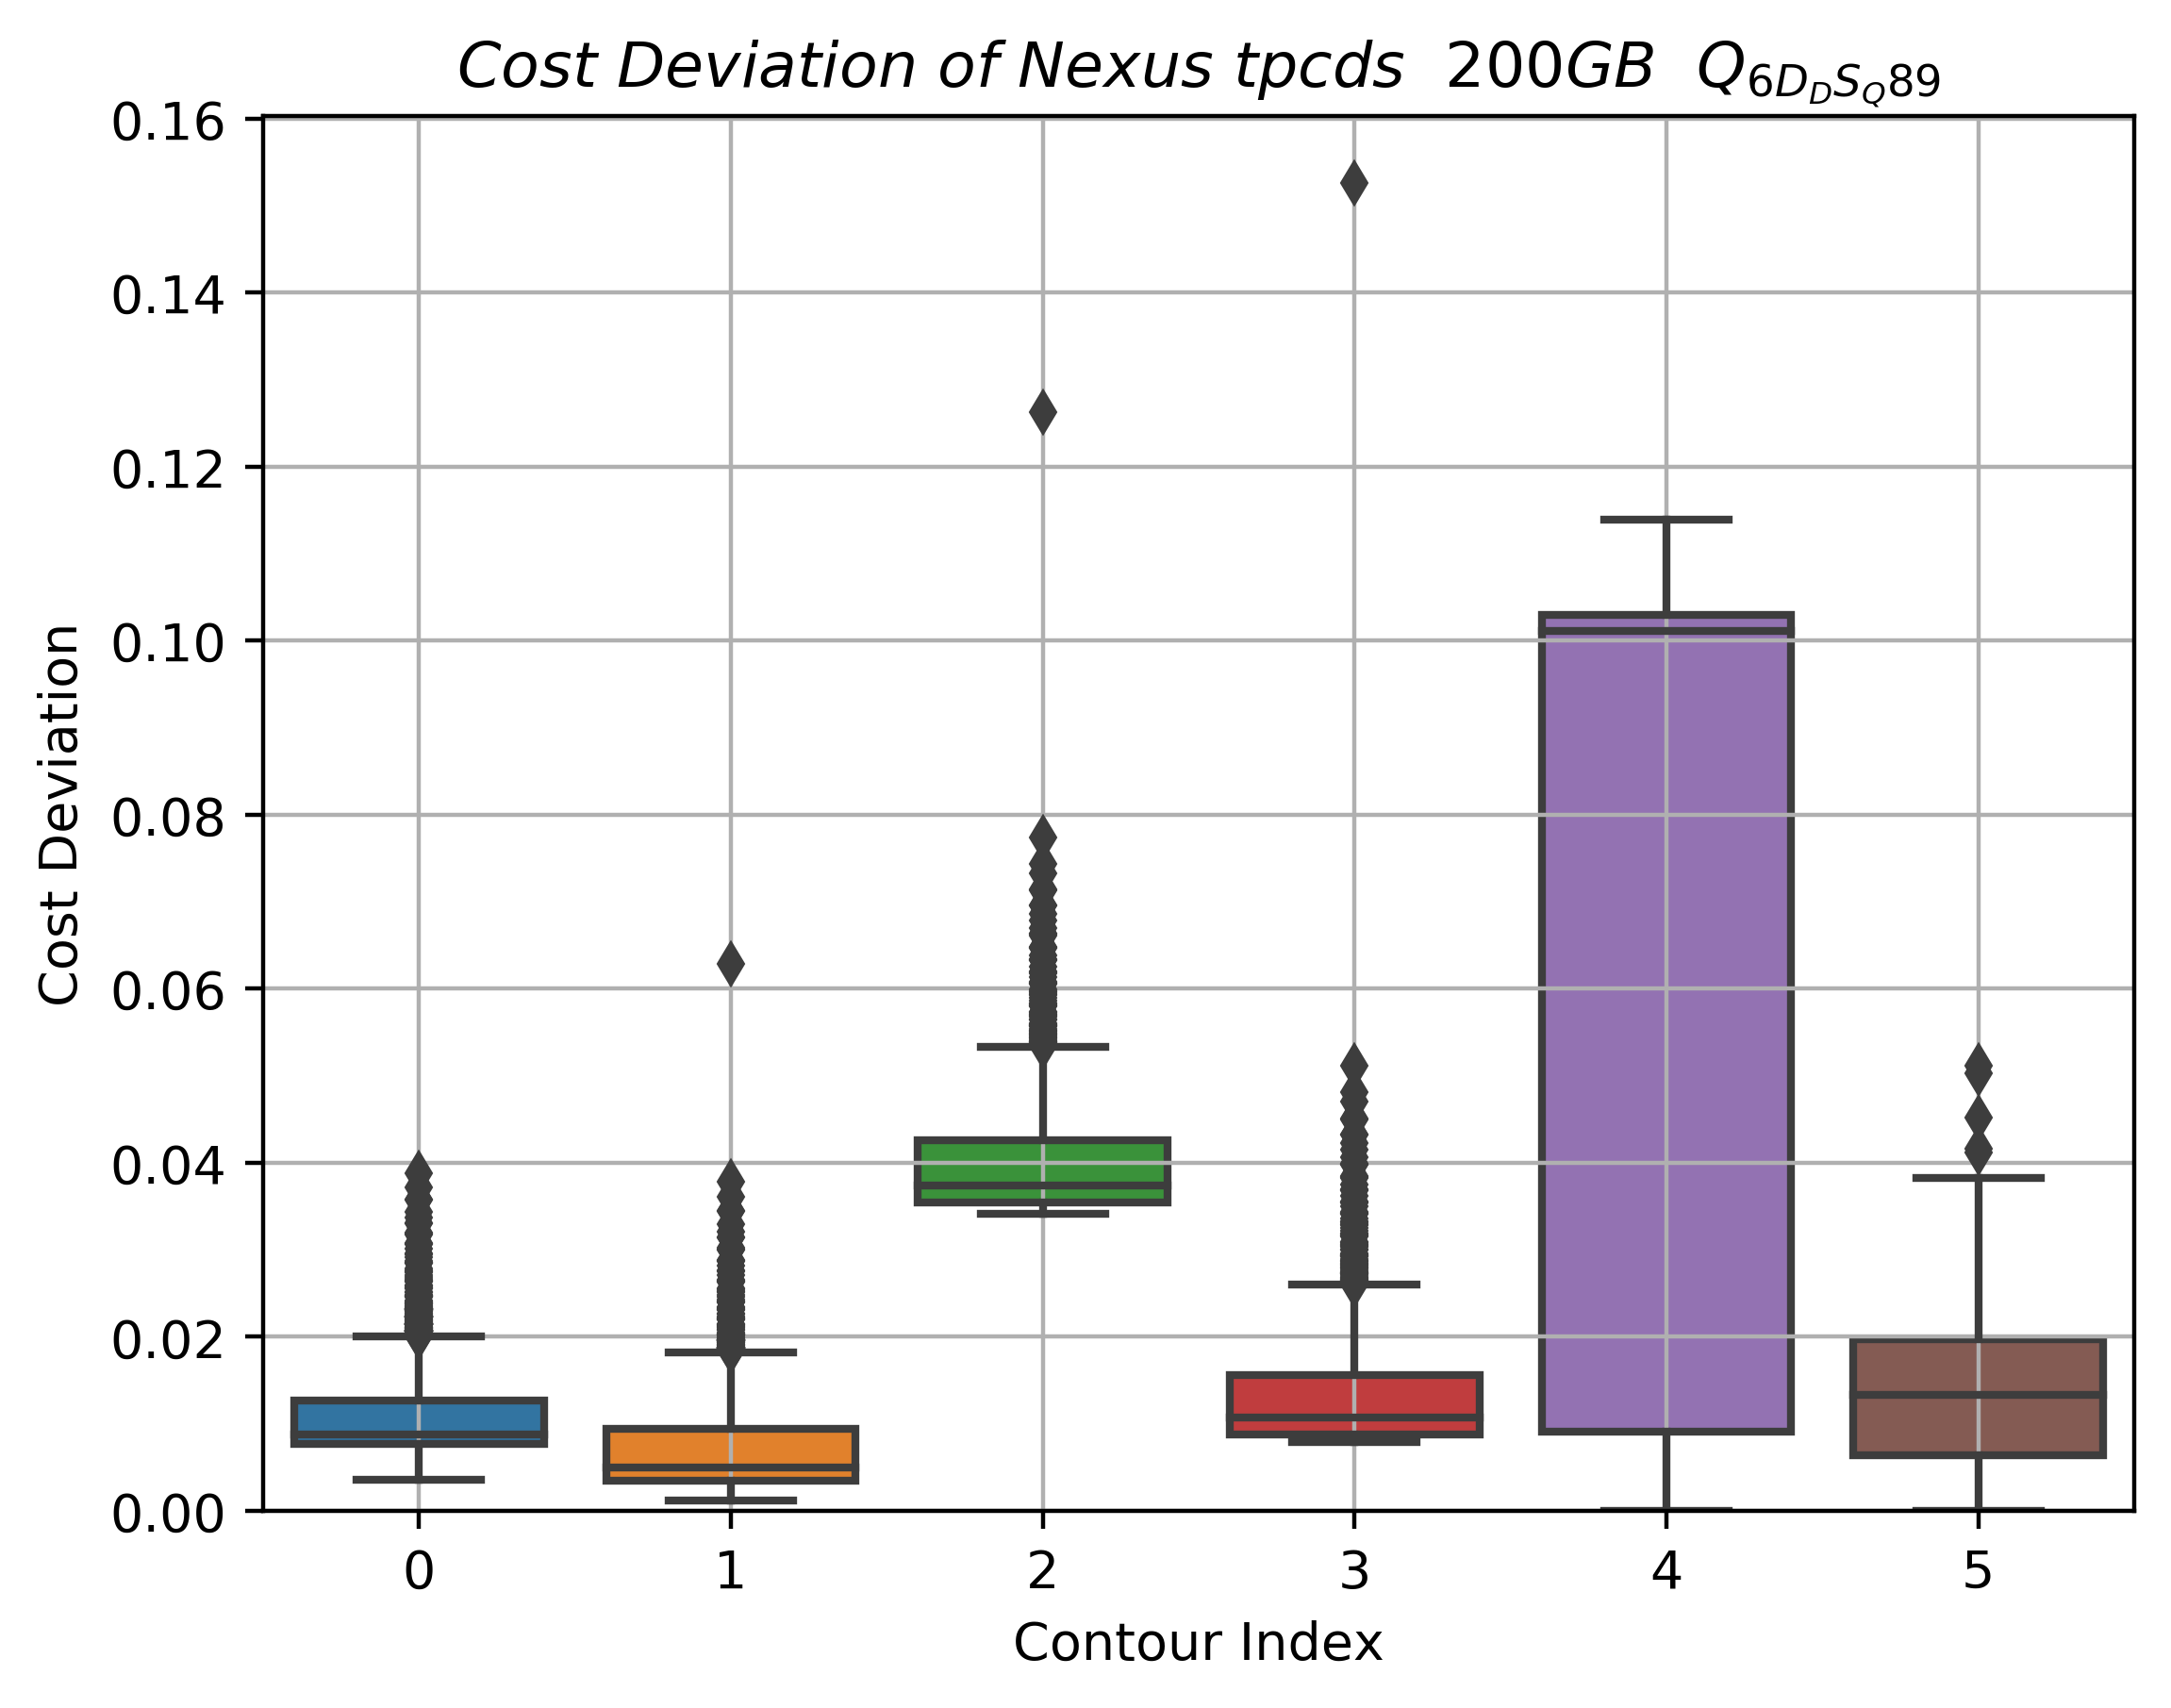 Cost Deviation of Nexus tpcds 200GB Q6DDSQ89
0.16
0.14
0.12
0.10
0.08
0.06
0.04
0.02
0.00
Cost Deviation
0 1 2 3 4 5
Contour Index